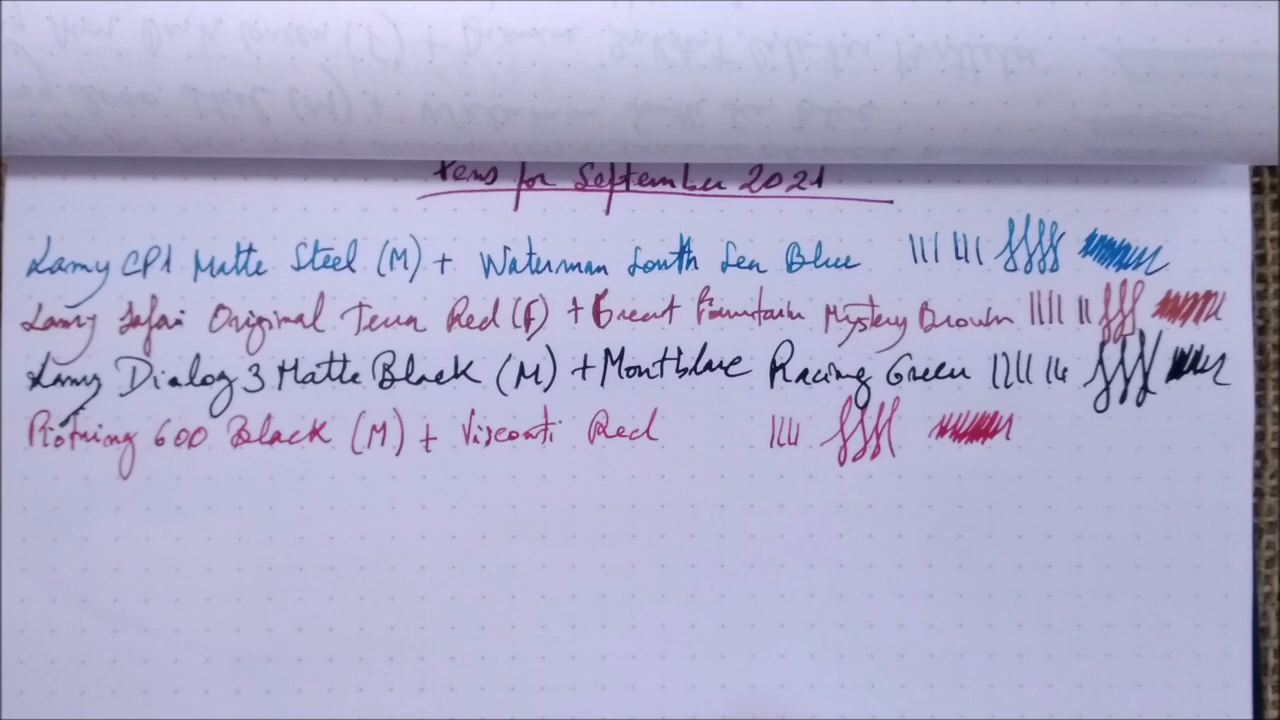 Pens for September 2021
Lamy CP1 Matte Steel (M) + Waterman South Sea Blue
Lamy Safari Original Terra Red (F) + Great Fountain Mystery Brown
Lamy Dialog 3 Matte Black (M) + Montblanc Racing Green
Rotring 600 Black (M) + Visconti Red